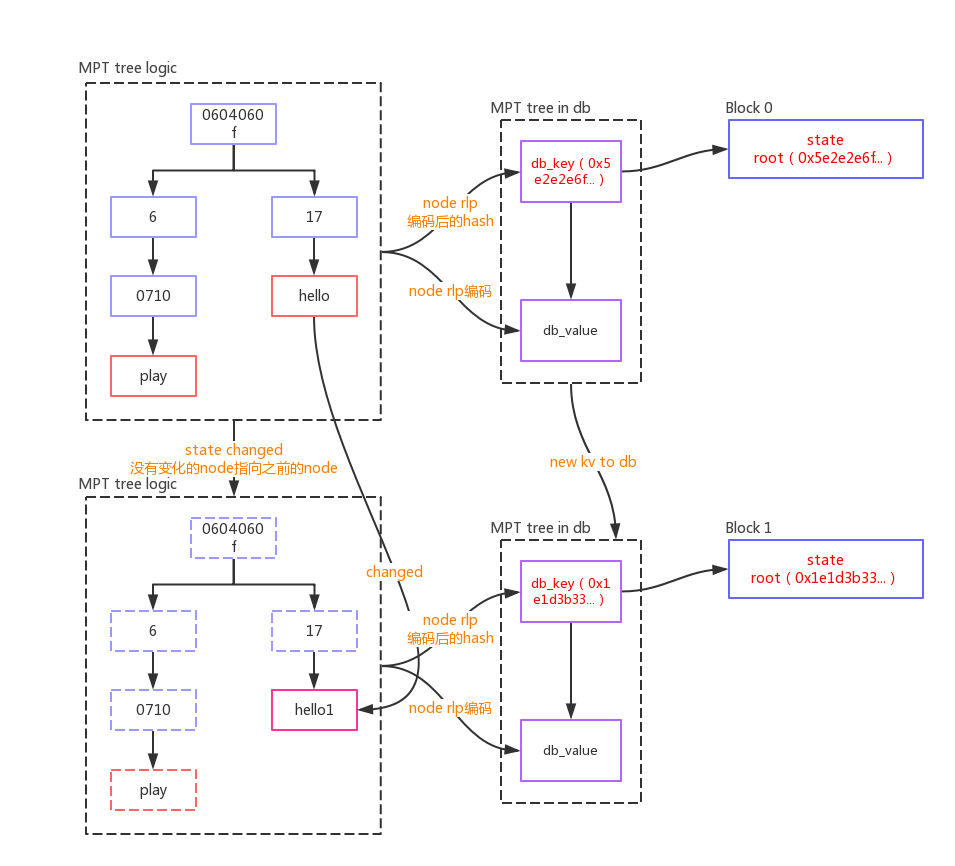 MPT tree logic
0604060
f
6
17
0710
hello
play
node rlp
编码后的hash
node rlp编码
MPT tree in db
db_key（0x5
e2e2e6f...）
db_value
Block 0
state
root（0x5e2e2e6f...）
state changed
没有变化的node指向之前的node
new kv to db
changed
MPT tree logic
0604060
f
6
17
0710
hello1
play
node rlp
编码后的hash
node rlp编码
MPT tree in db
db_key（0x1
e1d3b33...）
db_value
Block 1
state
root（0x1e1d3b33...）